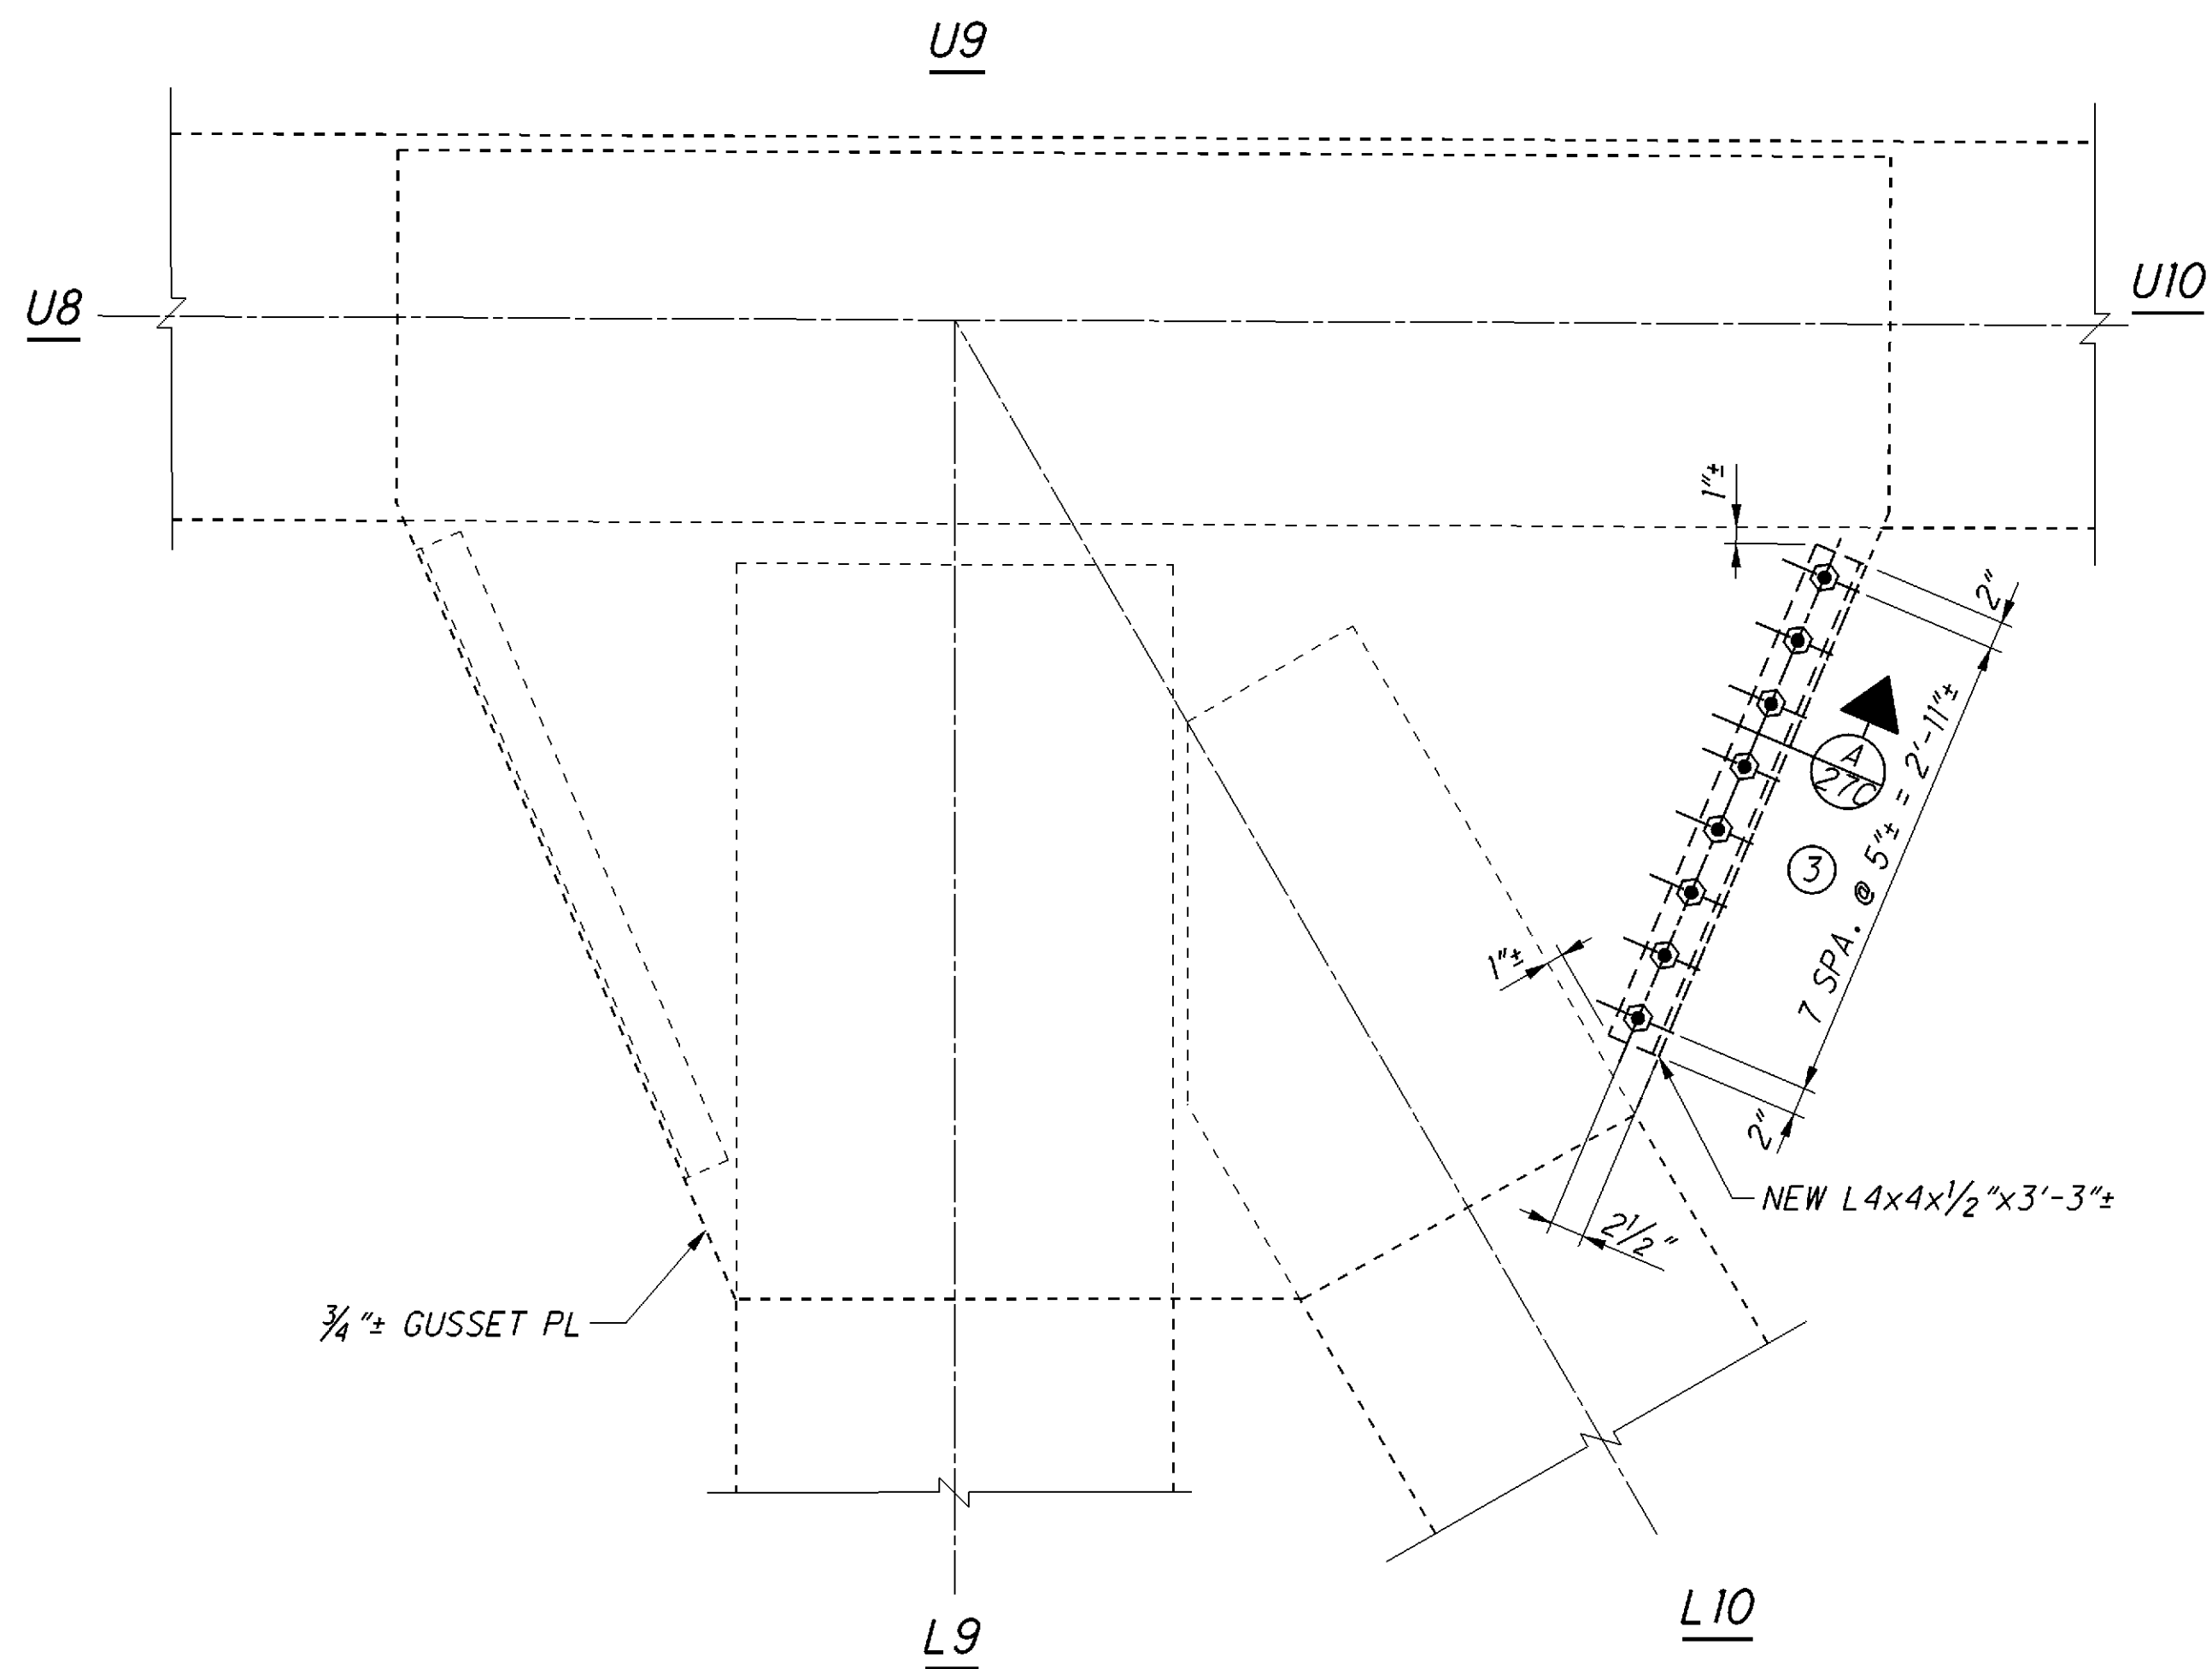 U9
U8
U10
1"±
2"
A
27C
3
7 SPA. @ 5"± = 2'-11"±
1"±
2"
NEW L4x4x1/2"x3'-3"±
2 1/2"
3/4"± GUSSET PL
L10
L9